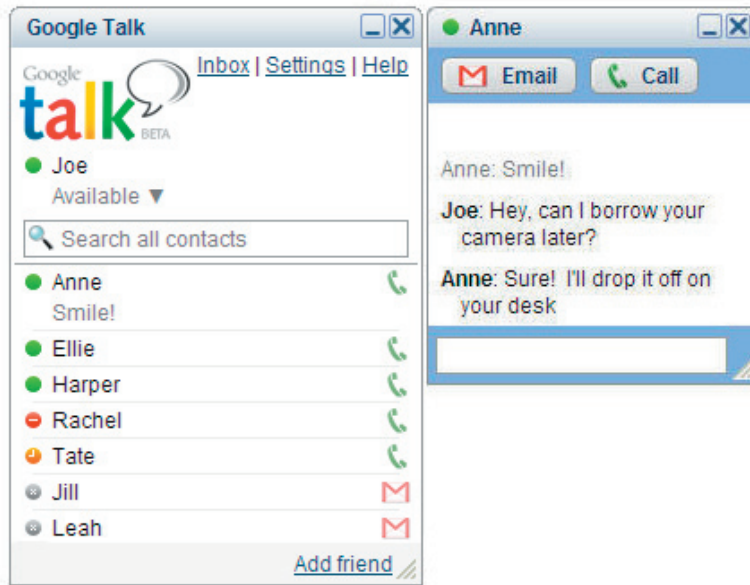 Google Talk
Inbox | Settings | Help
Google
talk
BETA
Joe
Available ▼
Search all contacts
Anne
Smile!
Ellie
Harper
Rachel
Tate
Jill
Leah
Add friend
Anne
Email
Call
Anne: Smile!
Joe: Hey, can I borrow your
camera later?
Anne: Sure! I'll drop it off on
your desk